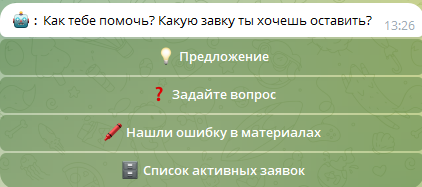 🤖 : Как тебе помочь? Какую завку ты хочешь оставить?
13:26
💡 Предложение
❓ Задайте вопрос
🖍 Нашли ошибку в материалах
🗄 Список активных заявок